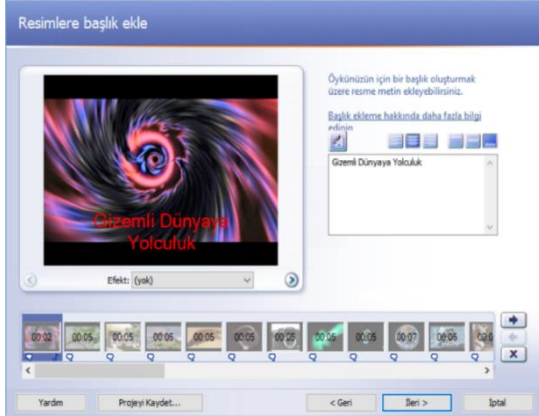 Resimlere başlık ekle
Öykünüzün için bir başlık oluşturmak
üzere resme metin ekleyebilirsiniz.
Başlık ekleme hakkında daha fazla bilgi
edinin
Gizemli Dünyaya Yolculuk
Gizemli Dünyaya
Yolculuk
Efekt: (yok)
00:02 00:05 00:05 00:05 00:05 00:05 00:05 00:05 00:05 00:07 00:06
Yardım Projeyi Kaydet... < Geri İleri > İptal